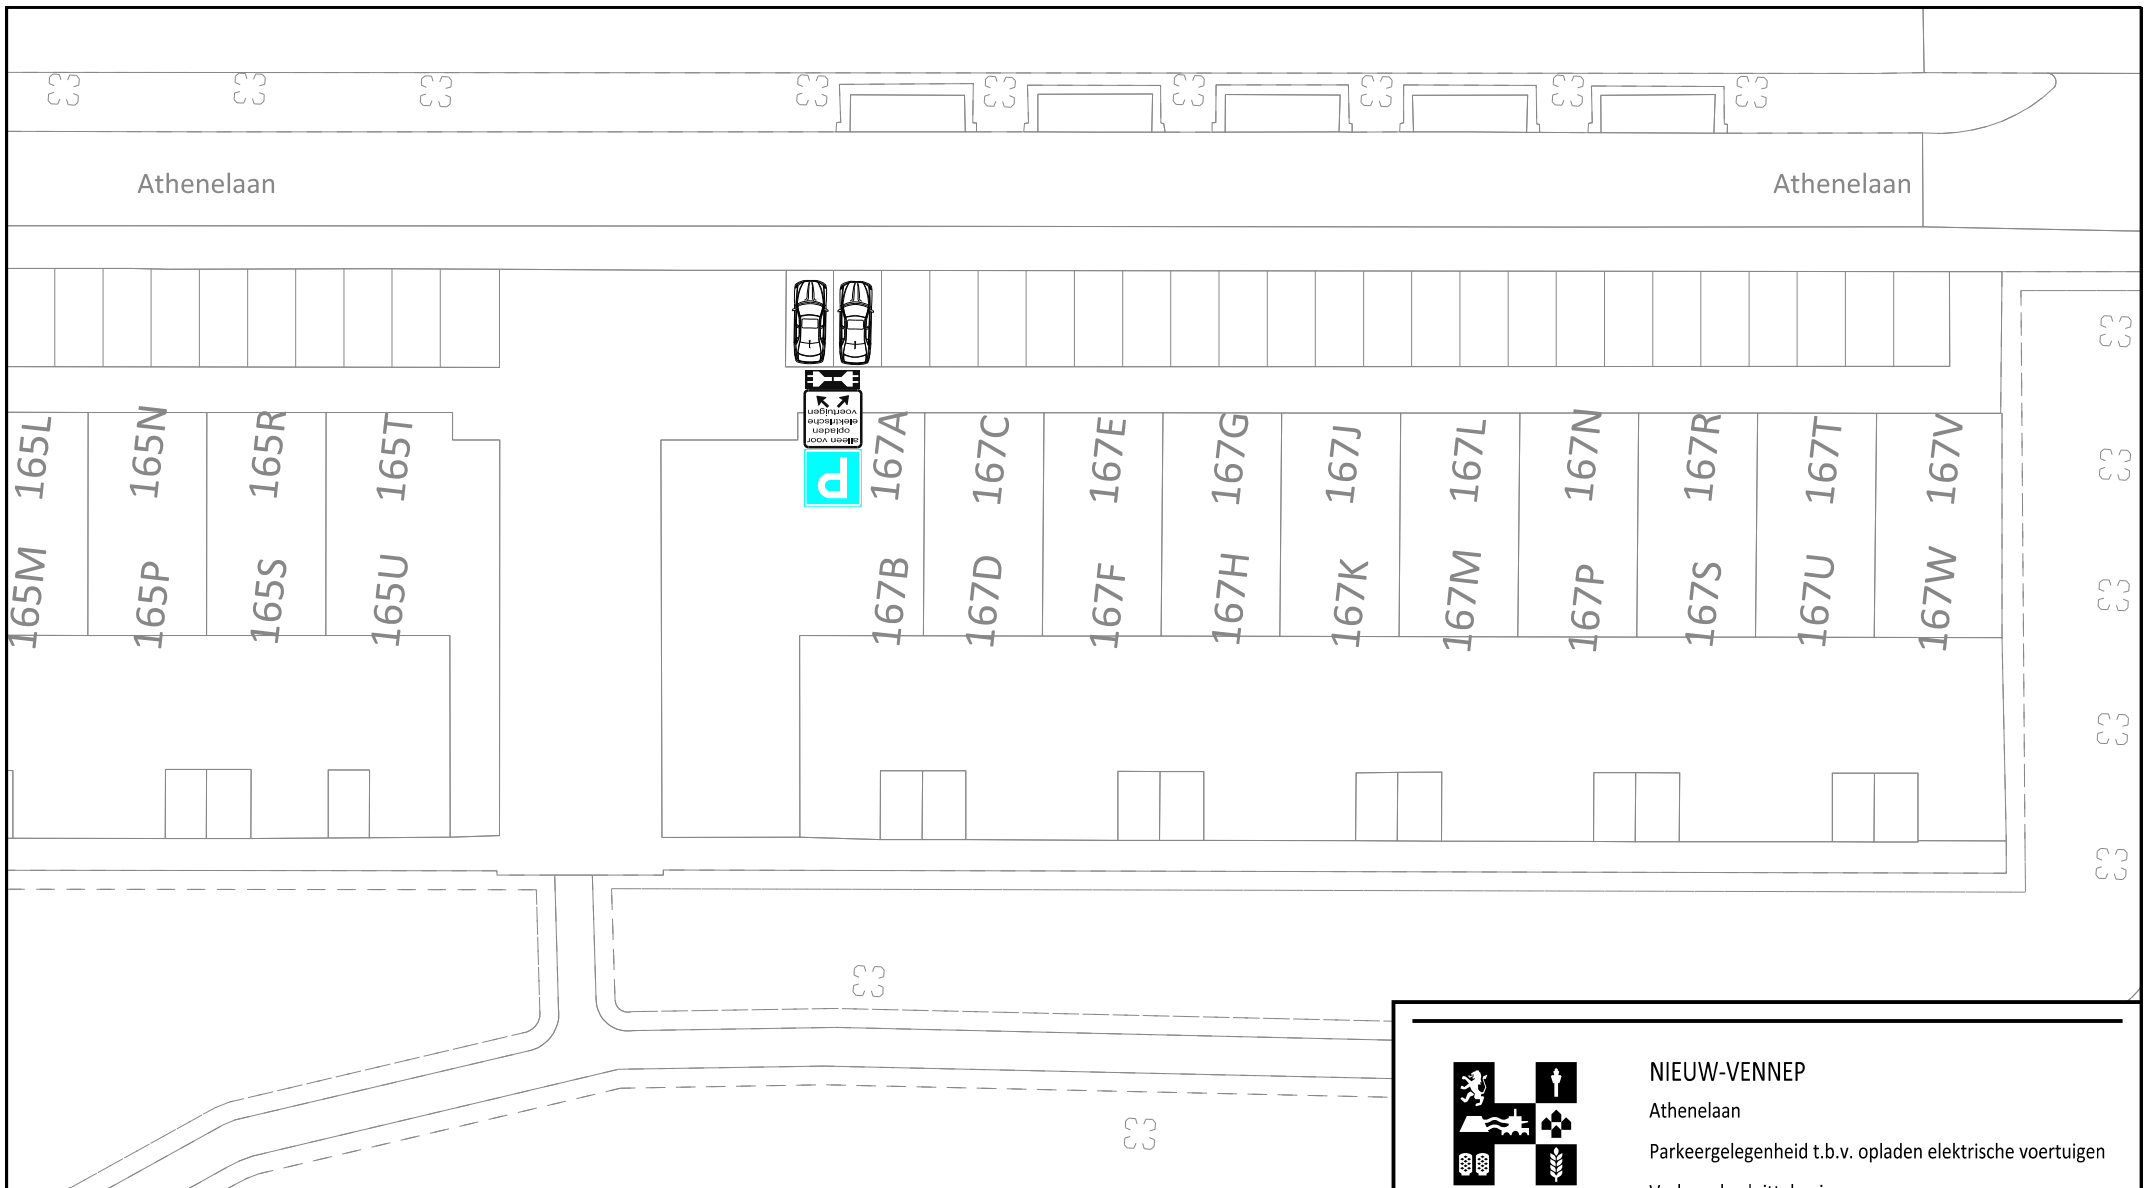 Athenelaan
Athenelaan
alleen voor
opladen
elektrische
voertuigen
P
165L
165N
165R
165T
167A
167C
167E
167G
167J
167L
167N
167R
167T
167V
165M
165P
165S
165U
167B
167D
167F
167H
167K
167M
167P
167S
167U
167W
NIEUW-VENNEP
Athenelaan
Parkeergelegenheid t.b.v. opladen elektrische voertuigen